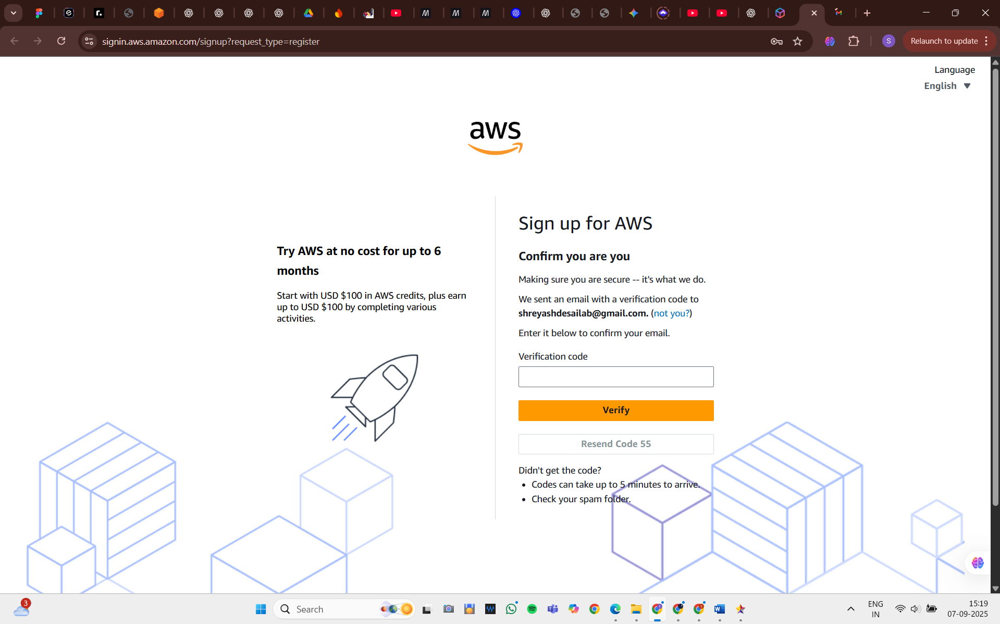 signin.aws.amazon.com/signup?request_type=register
S
Relaunch to update
Language
English
aws
Try AWS at no cost for up to 6
months
Start with USD $100 in AWS credits, plus earn
up to USD $100 by completing various
activities.
Sign up for AWS
Confirm you are you
Making sure you are secure -- it's what we do.
We sent an email with a verification code to
shreyashdesailab@gmail.com. (not you?)
Enter it below to confirm your email.
Verification code
Verify
Resend Code 55
Didn't get the code?
• Codes can take up to 5 minutes to arrive.
• Check your spam folder.
3
Search
ENG
IN
15:19
07-09-2025